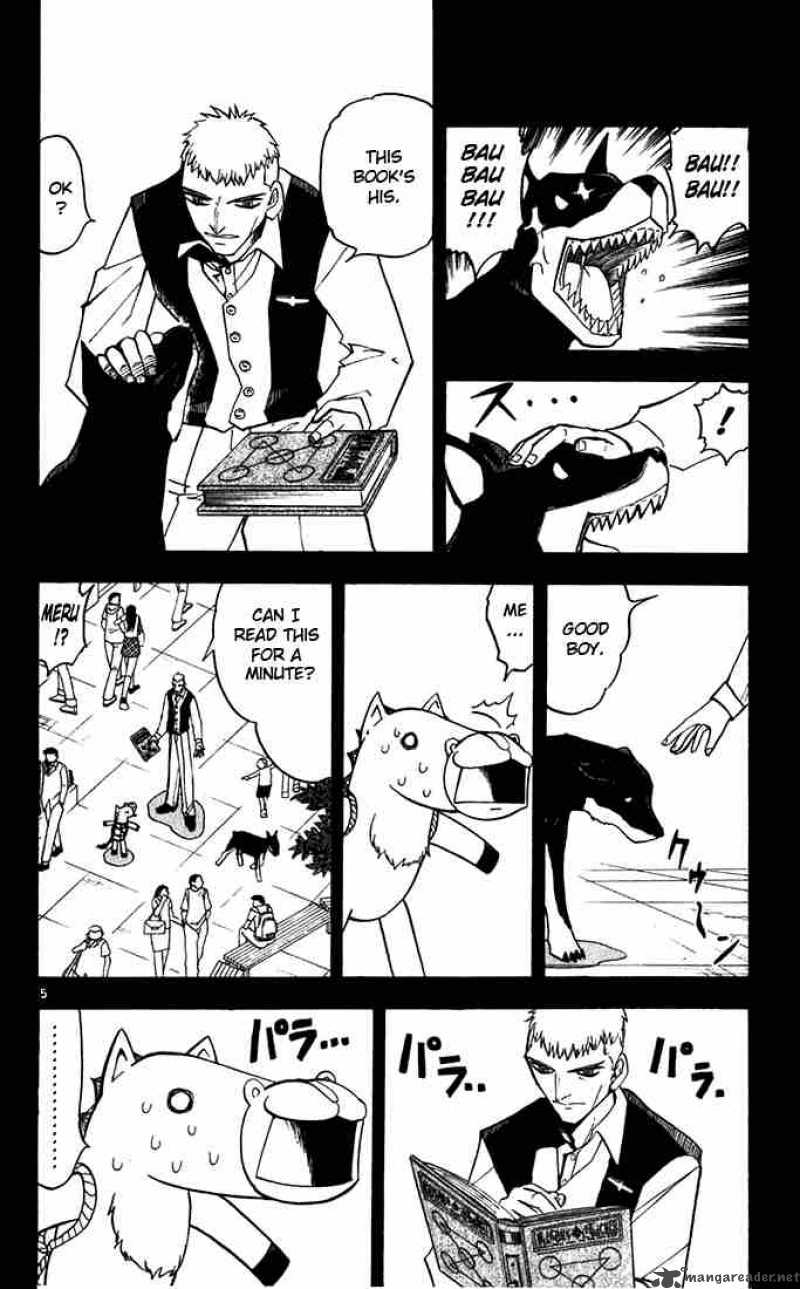 BAU!!
BAU!!
BAU
BAU
BAU
!!!
!
ス...
THIS
BOOK'S
HIS.
OK
?
GOOD
BOY.
クゥーン
ME
...
CAN I
READ THIS
FOR A
MINUTE?
MERU
!?
5
パラ.
パラ..
パラ...
..........
mangareader.net